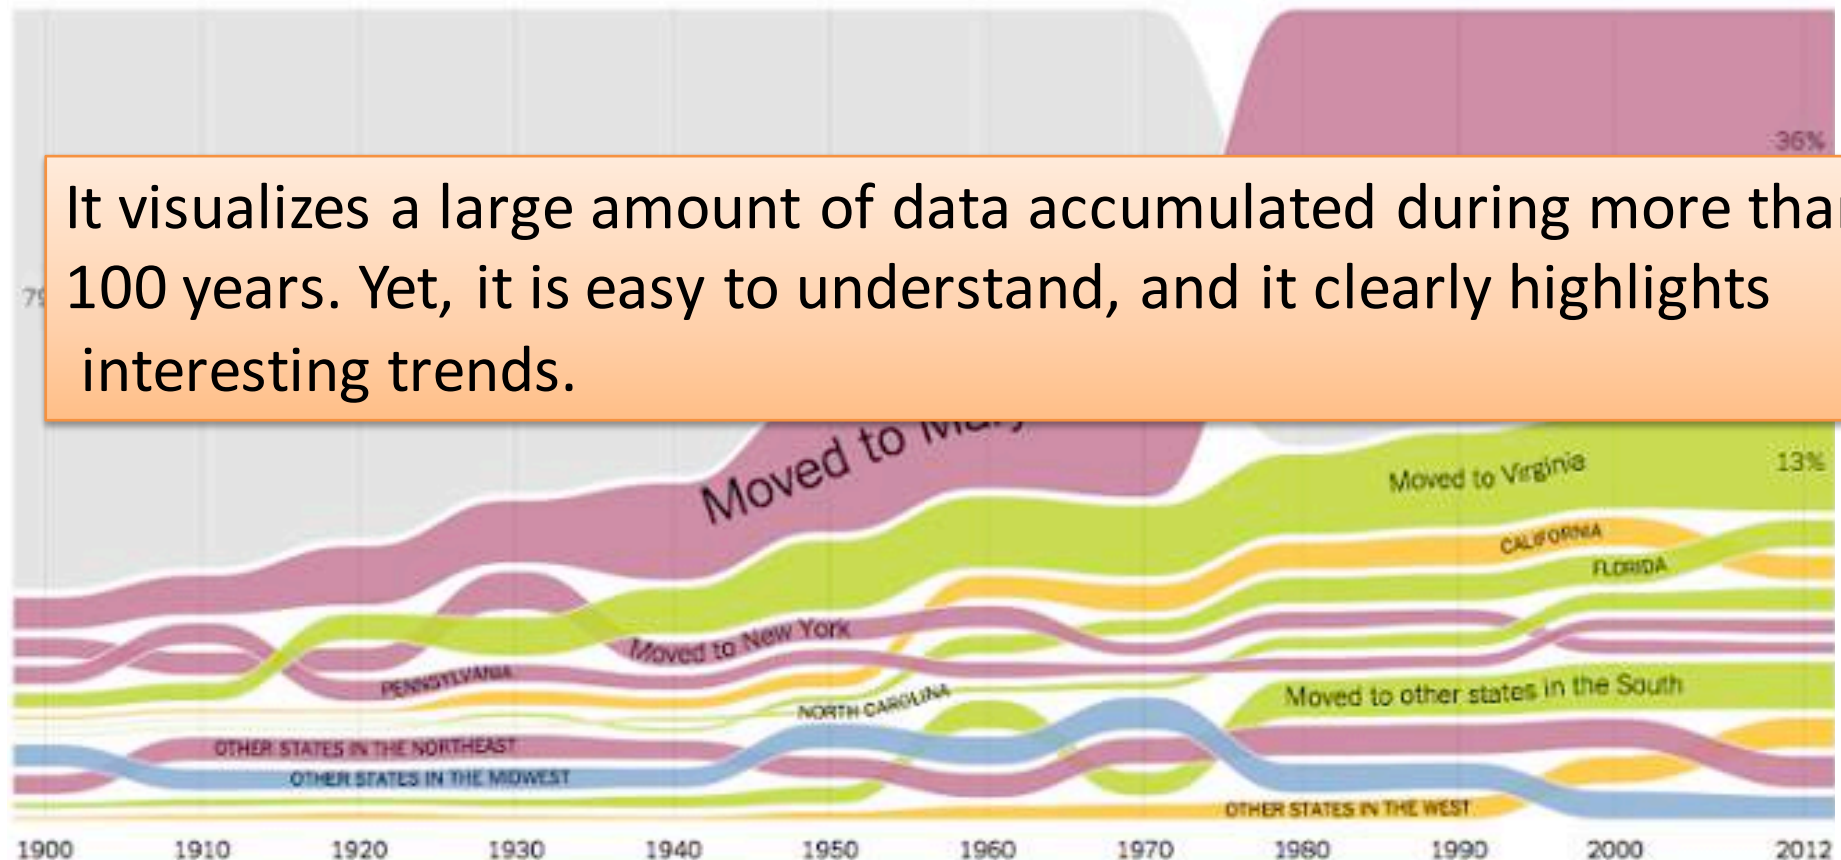 36%
It visualizes a large amount of data accumulated during more
100 years. Yet, it is easy to understand, and it clearly highlights
interesting trends.
Moved to
13%
Moved to Virginia
CALIFORNIA
FLORIDA
Moved to New York
PENNSYLVANIA
NORTH CAROLINA
Moved to other states in the South
OTHER STATES IN THE NORTHEAST
OTHER STATES IN THE MIDWEST
OTHER STATES IN THE WEST
1900 1910 1920 1930 1940 1950 1960 1970 1980 1990 2000 2012